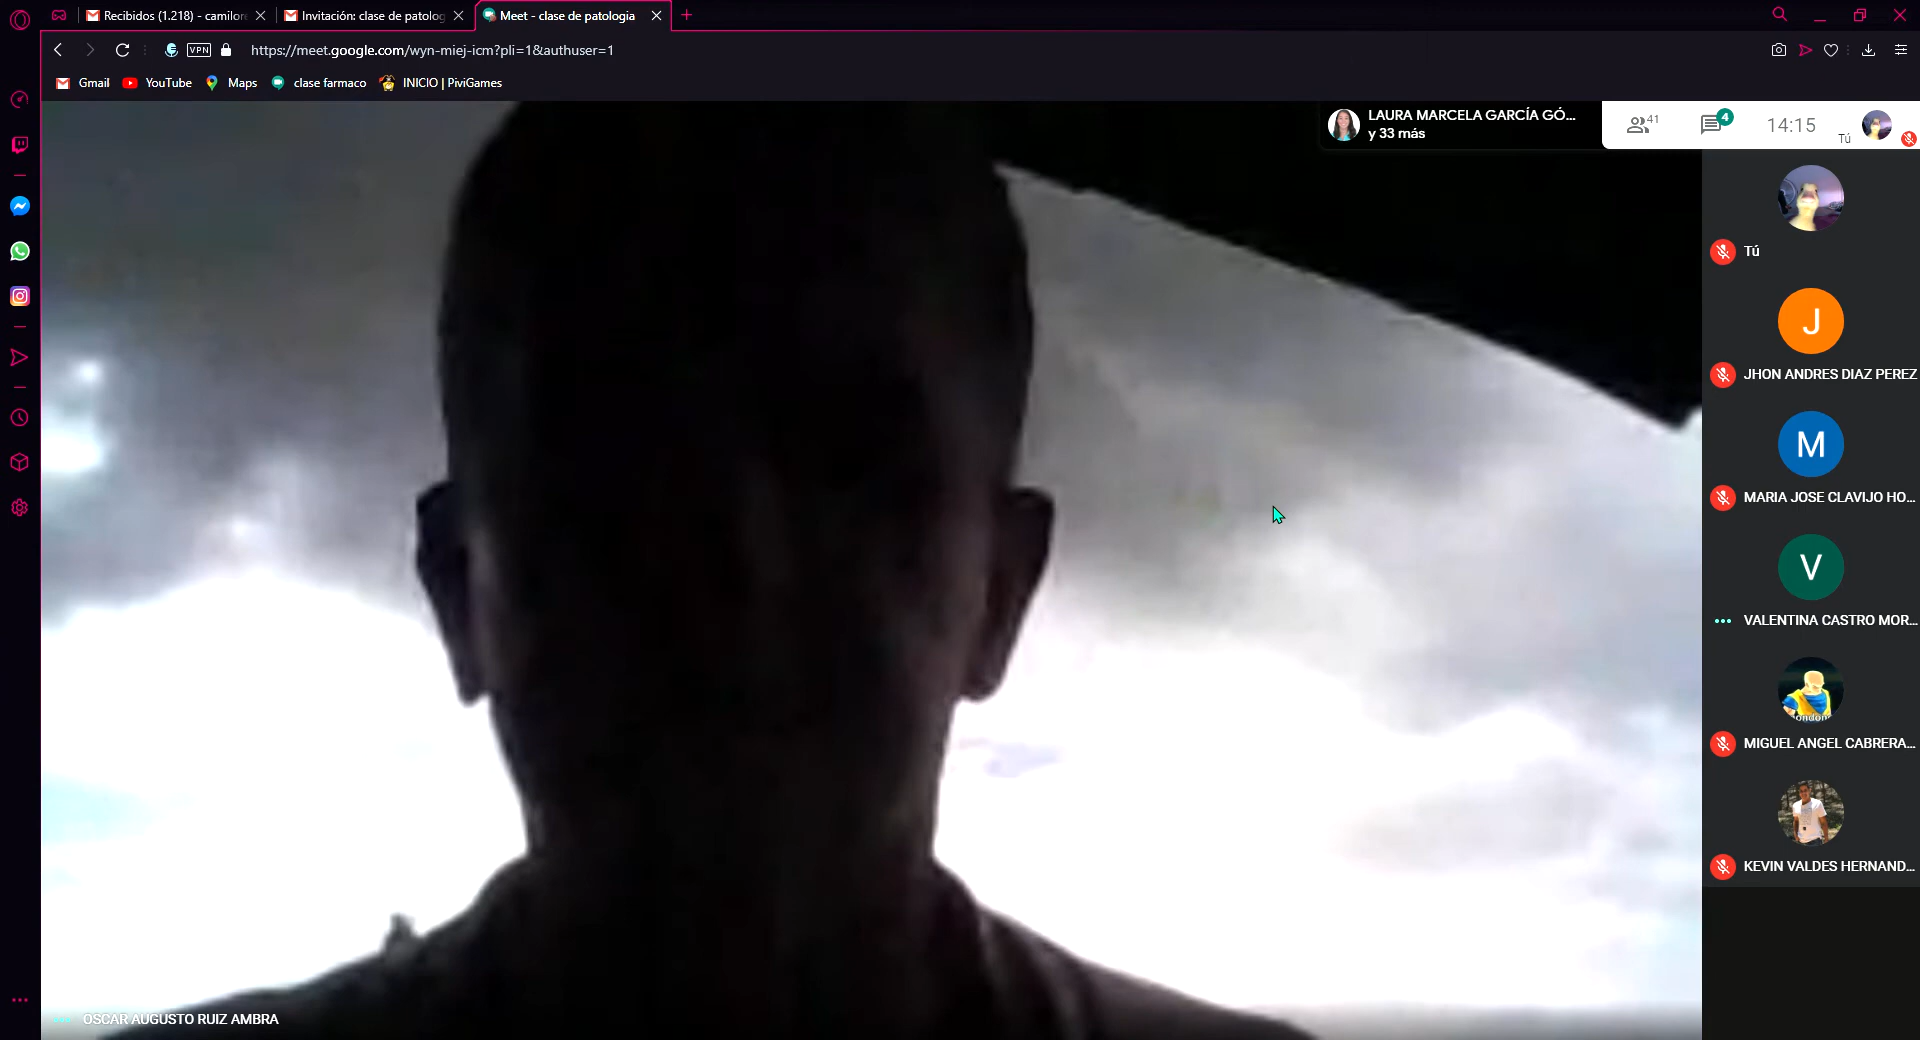 Recibidos (1.218) - camilore
Invitación: clase de patolog
Meet - clase de patologia
VPN
https://meet.google.com/wyn-miej-icm?pli=1&authuser=1
Gmail
YouTube
Maps
clase farmaco
INICIO | PiviGames
LAURA MARCELA GARCÍA GÓ...
y 33 más
41
4
14:15
Tú
Tú
J
JHON ANDRES DIAZ PEREZ
M
MARIA JOSE CLAVIJO HO...
V
VALENTINA CASTRO MOR...
ondon
MIGUEL ANGEL CABRERA...
KEVIN VALDES HERNAND...
OSCAR AUGUSTO RUIZ AMBRA